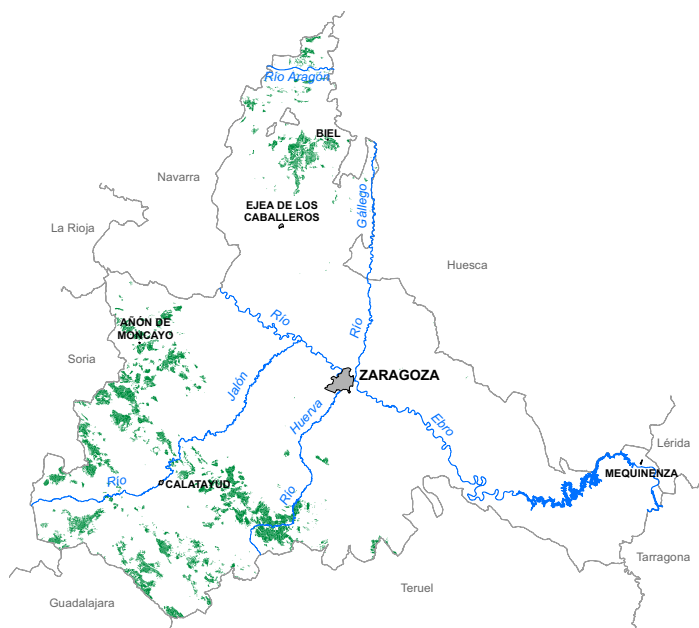 Río Aragón
BIEL
Navarra
EJEA DE LOS
CABALLEROS
Gállego
La Rioja
Huesca
Río
Río
AÑÓN DE
MONCAYO
Soria
ZARAGOZA
Jalón
Huerva
Ebro
Lérida
MEQUINENZA
Río
CALATAYUD
Río
Tarragona
Teruel
Guadalajara